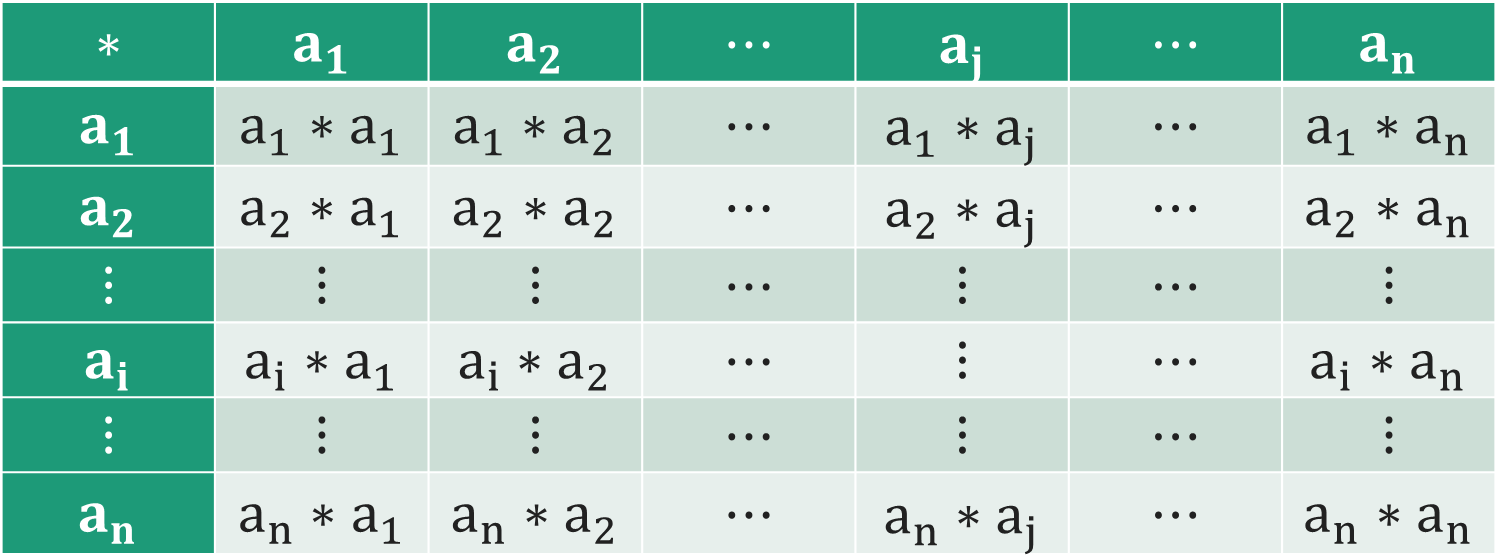 ∗ a₁ a₂ ⋯ aⱼ ⋯ aₙ
a₁ a₁ ∗ a₁ a₁ ∗ a₂ ⋯ a₁ ∗ aⱼ ⋯ a₁ ∗ aₙ
a₂ a₂ ∗ a₁ a₂ ∗ a₂ ⋯ a₂ ∗ aⱼ ⋯ a₂ ∗ aₙ
⋮ ⋮ ⋮ ⋯ ⋮ ⋯ ⋮
aᵢ aᵢ ∗ a₁ aᵢ ∗ a₂ ⋯ ⋮ ⋯ aᵢ ∗ aₙ
⋮ ⋮ ⋮ ⋯ ⋮ ⋯ ⋮
aₙ aₙ ∗ a₁ aₙ ∗ a₂ ⋯ aₙ ∗ aⱼ ⋯ aₙ ∗ aₙ